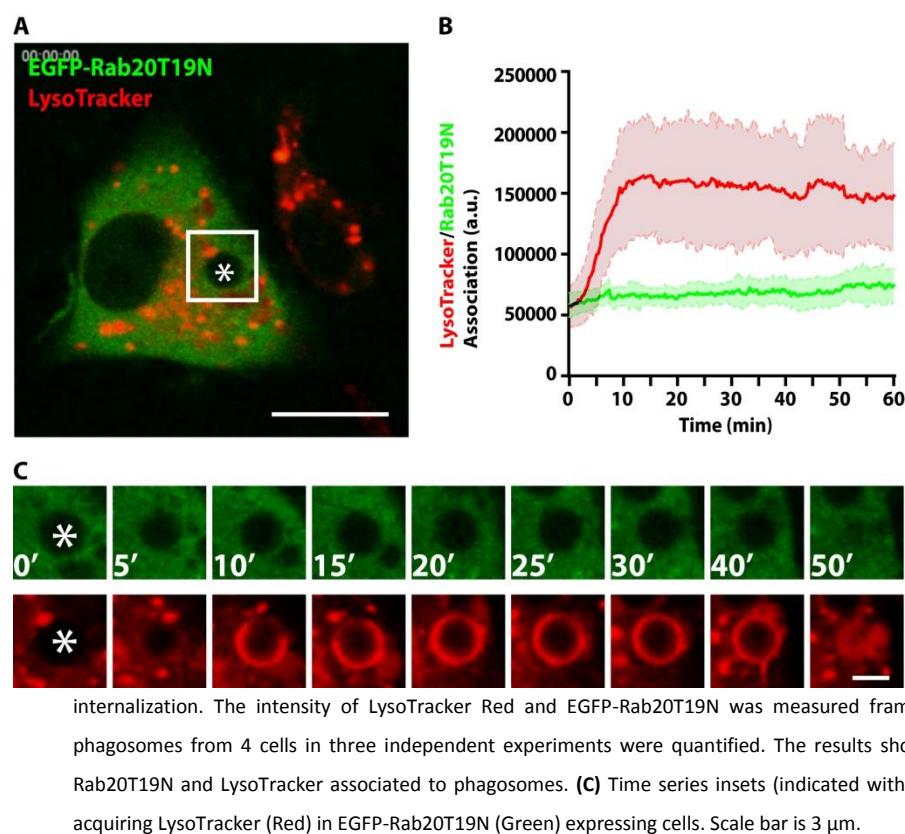 A
00:00:00
EGFP-Rab20T19N
LysoTracker
*
B
LysoTracker/Rab20T19N
Association (a.u.)
250000
200000
150000
100000
50000
0
0 10 20 30 40 50 60
Time (min)
C
*
0' 5' 10' 15' 20' 25' 30' 40' 50'
*
internalization. The intensity of LysoTracker Red and EGFP-Rab20T19N was measured fram
phagosomes from 4 cells in three independent experiments were quantified. The results sho
Rab20T19N and LysoTracker associated to phagosomes. (C) Time series insets (indicated with
acquiring LysoTracker (Red) in EGFP-Rab20T19N (Green) expressing cells. Scale bar is 3 μm.